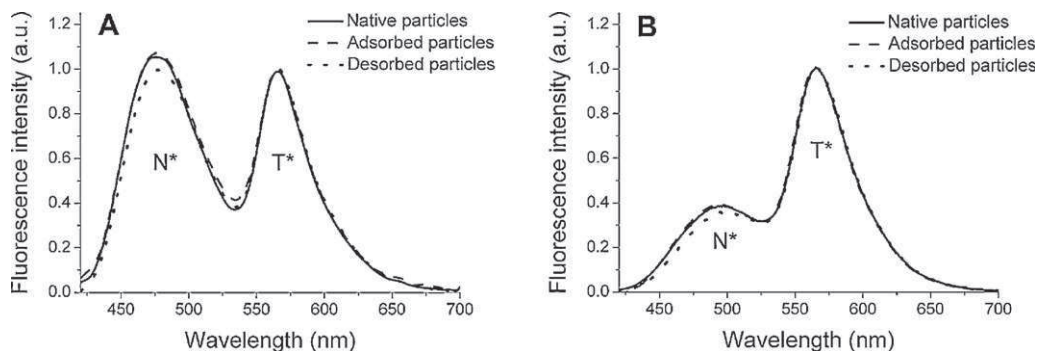 A
Native particles
Adsorbed particles
Desorbed particles
Fluorescence intensity (a.u.)
1.2
1.0
0.8
0.6
0.4
0.2
0.0
N*
T*
450 500 550 600 650 700
Wavelength (nm)
B
Native particles
Adsorbed particles
Desorbed particles
Fluorescence intensity (a.u.)
1.2
1.0
0.8
0.6
0.4
0.2
0.0
N*
T*
450 500 550 600 650 700
Wavelength (nm)